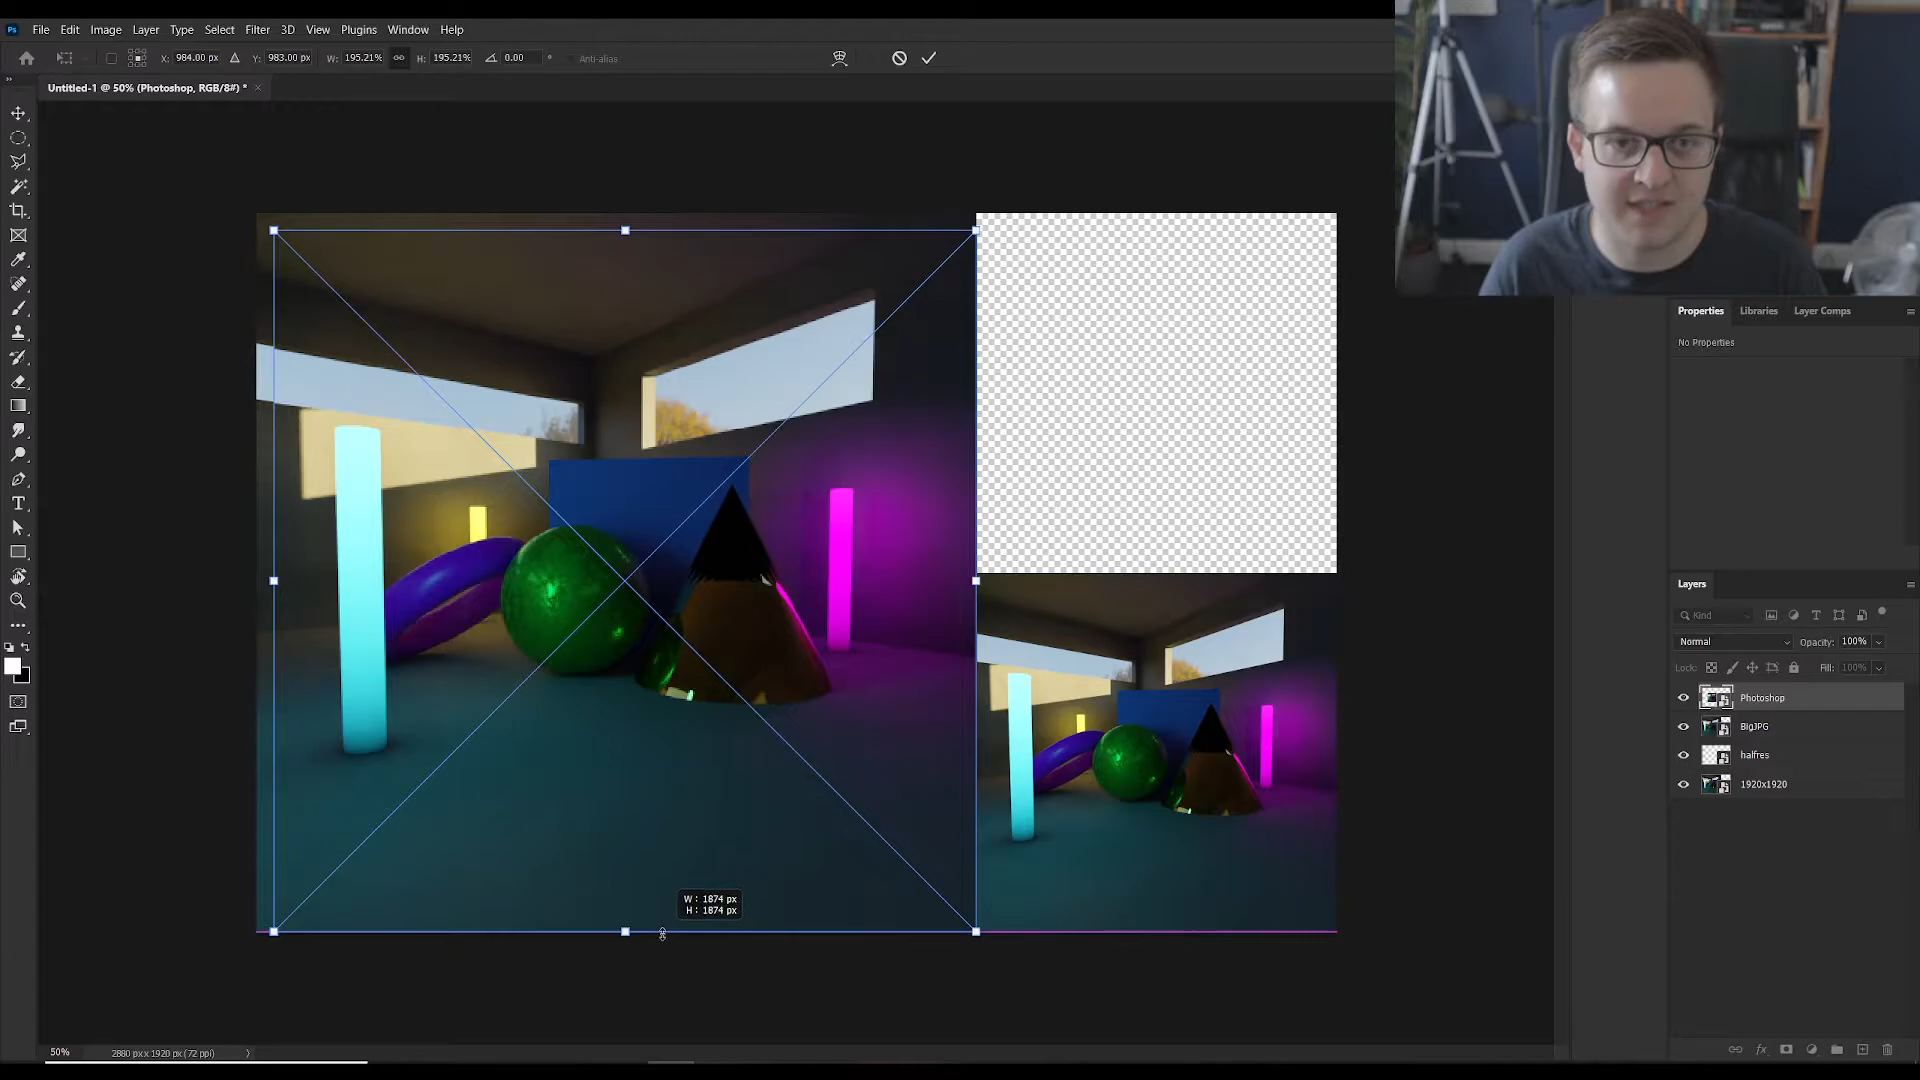 Ps File Edit Image Layer Type Select Filter 3D View Plugins Window Help
X: 984.00 px Y: 983.00 px W: 195.21% H: 195.21% 0.00 ° Anti-alias
Untitled-1 @ 50% (Photoshop, RGB/8#) * ×
Properties Libraries Layer Comps
No Properties
Layers
Kind
Normal Opacity: 100%
Lock: Fill: 100%
Photoshop
BigJPG
halfres
1920x1920
W: 1874 px
H: 1874 px
50% 2880 px x 1920 px (72 ppi)
fx